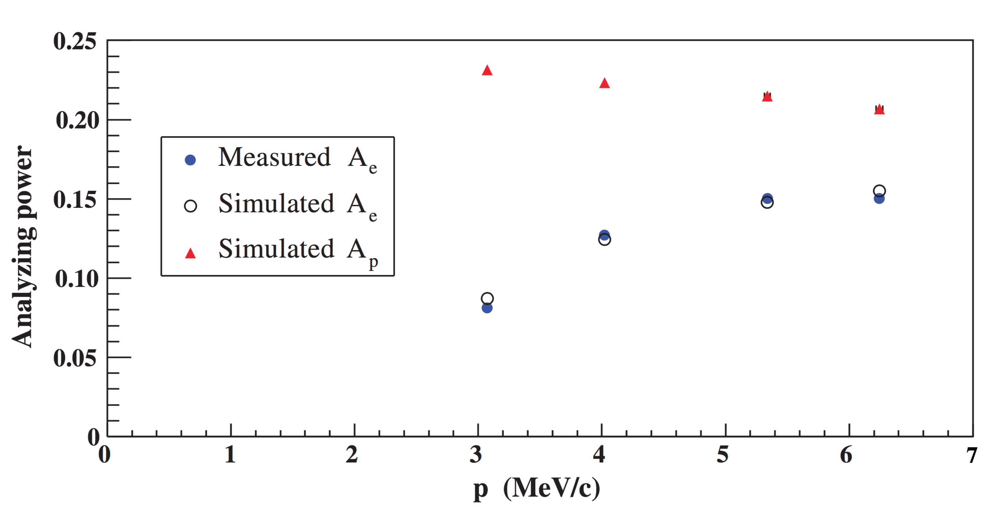 0.25
0.20
0.15
0.10
0.05
0
Analyzing power
Measured A_e
Simulated A_e
Simulated A_p
0 1 2 3 4 5 6 7
p (MeV/c)